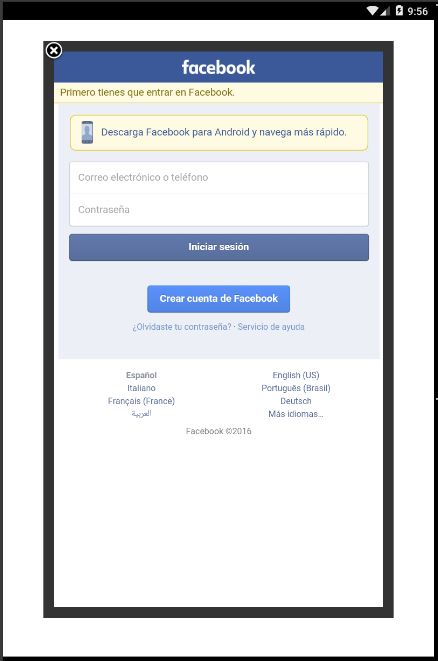 9:56
facebook
Primero tienes que entrar en Facebook.
Descarga Facebook para Android y navega más rápido.
Correo electrónico o teléfono
Contraseña
Iniciar sesión
Crear cuenta de Facebook
¿Olvidaste tu contraseña? · Servicio de ayuda
Español English (US)
Italiano Português (Brasil)
Français (France) Deutsch
العربية Más idiomas...
Facebook ©2016